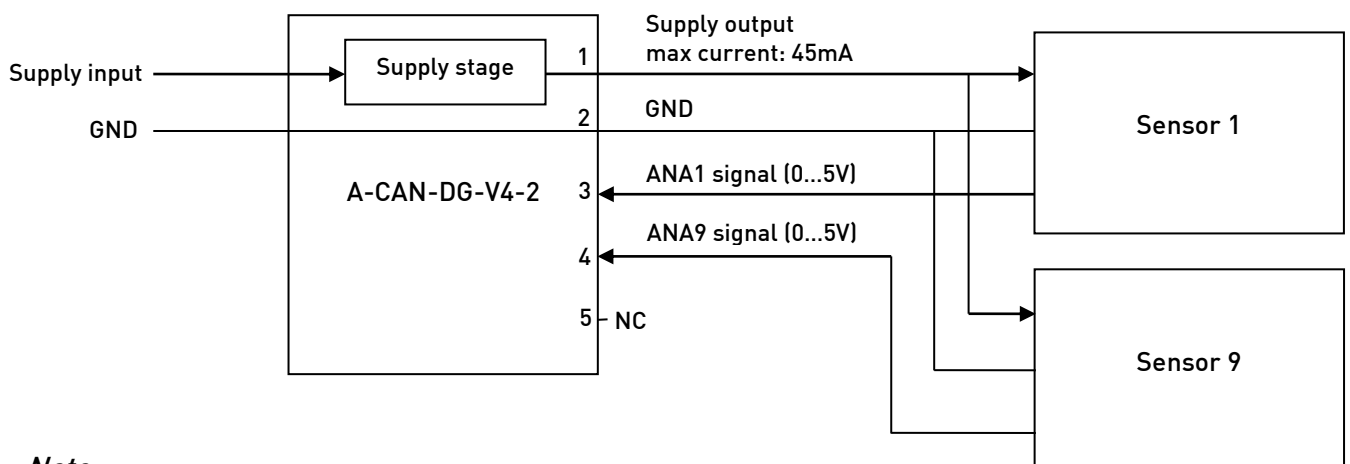 Supply input
GND
Supply stage
A-CAN-DG-V4-2
1
2
3
4
5
NC
Supply output
max current: 45mA
GND
ANA1 signal (0...5V)
ANA9 signal (0...5V)
Sensor 1
Sensor 9
Note